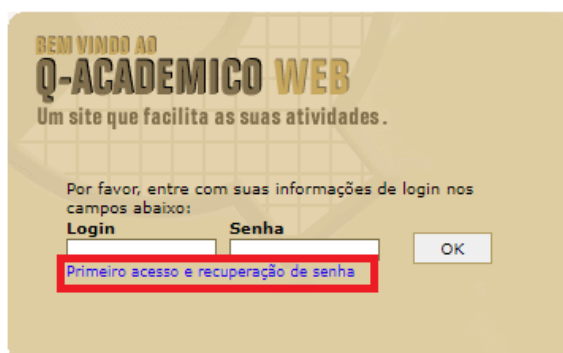 BEM VINDO AO
Q-ACADEMICO WEB
Um site que facilita as suas atividades.
Por favor, entre com suas informações de login nos
campos abaixo:
Login Senha
OK
Primeiro acesso e recuperação de senha